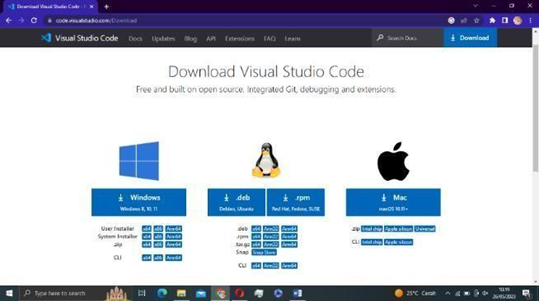 Download Visual Studio Code
code.visualstudio.com/Download
Visual Studio Code Docs Updates Blog API Extensions FAQ Learn Search Docs Download
Download Visual Studio Code
Free and built on open source. Integrated Git, debugging and extensions.
Windows
Windows 8, 10, 11
User Installer x64 x86 Arm64
System Installer x64 x86 Arm64
.zip x64 x86 Arm64
CLI x64 x86 Arm64
.deb
Debian, Ubuntu
.rpm
Red Hat, Fedora, SUSE
.deb x64 Arm32 Arm64
.rpm x64 Arm32 Arm64
.tar.gz x64 Arm32 Arm64
Snap Snap Store
CLI x64 Arm32 Arm64
Mac
macOS 10.11+
.zip Intel chip Apple silicon Universal
CLI Intel chip Apple silicon
Type here to search
25°C Cerah
26/05/2023